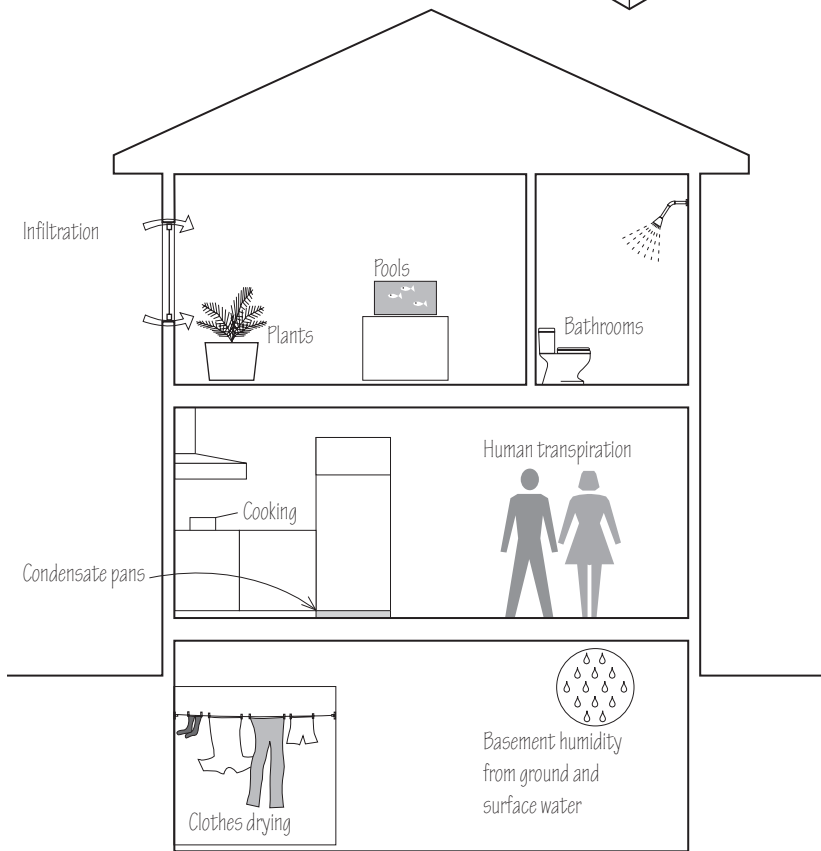 Infiltration
Pools
Plants
Bathrooms
Human transpiration
Cooking
Condensate pans
Basement humidity
from ground and
surface water
Clothes drying